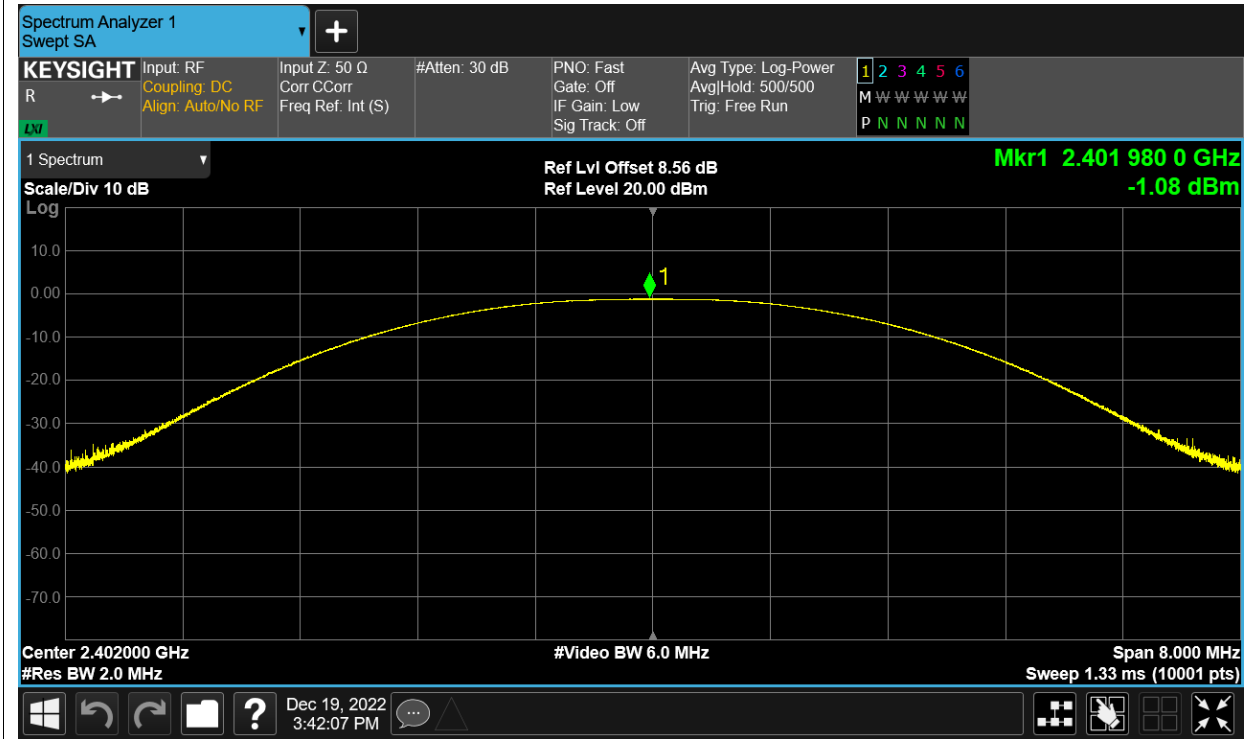 Spectrum Analyzer 1
Swept SA
KEYSIGHT
R
LXI
Input: RF
Coupling: DC
Align: Auto/No RF
Input Z: 50 Ω
Corr CCorr
Freq Ref: Int (S)
#Atten: 30 dB
PNO: Fast
Gate: Off
IF Gain: Low
Sig Track: Off
Avg Type: Log-Power
Avg|Hold: 500/500
Trig: Free Run
1 2 3 4 5 6
M W W W W W
P N N N N N
1 Spectrum
Scale/Div 10 dB
Log
Ref Lvl Offset 8.56 dB
Ref Level 20.00 dBm
Mkr1 2.401 980 0 GHz
-1.08 dBm
10.0
0.00
-10.0
-20.0
-30.0
-40.0
-50.0
-60.0
-70.0
1
Center 2.402000 GHz
#Res BW 2.0 MHz
#Video BW 6.0 MHz
Span 8.000 MHz
Sweep 1.33 ms (10001 pts)
?
Dec 19, 2022
3:42:07 PM